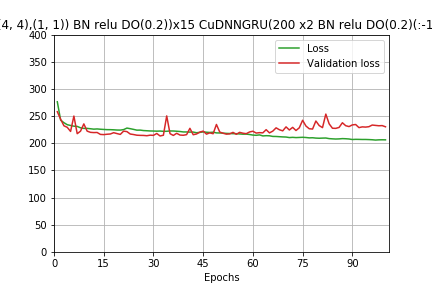 (4, 4),(1, 1)) BN relu DO(0.2))x15 CuDNNGRU(200 x2 BN relu DO(0.2)(:-1
400
350
300
250
200
150
100
50
0
Loss
Validation loss
0 15 30 45 60 75 90
Epochs